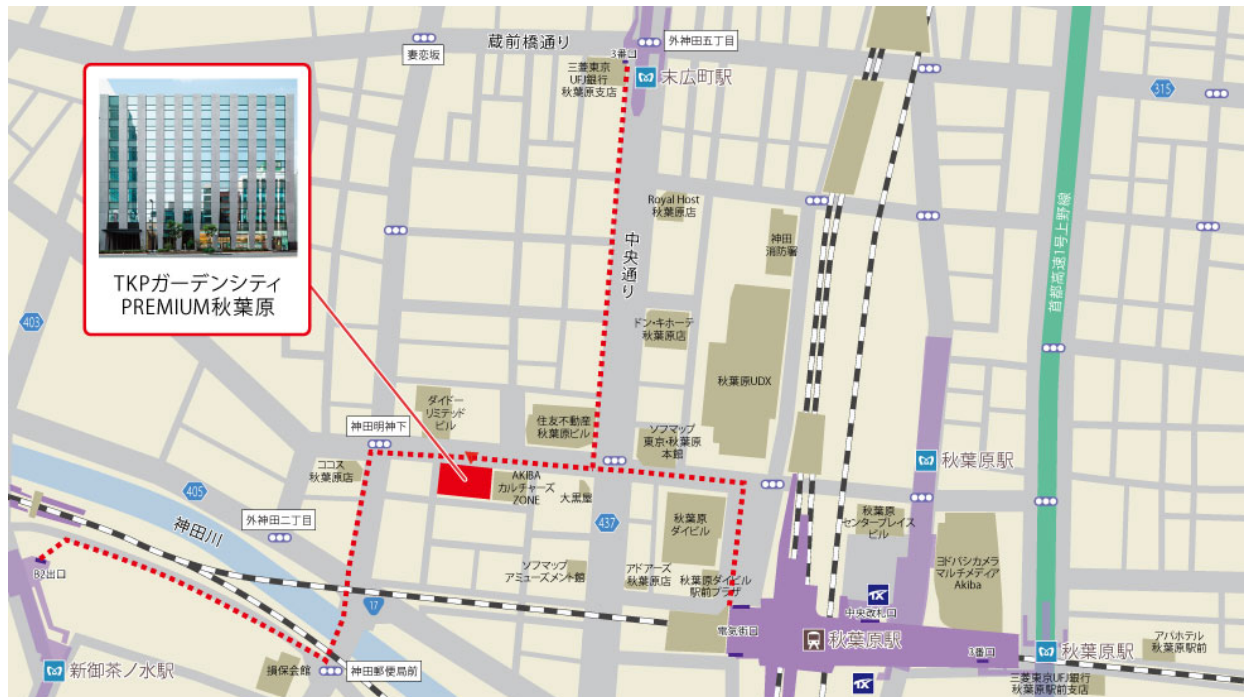 蔵前橋通り
妻恋坂
3番口
外神田五丁目
三菱東京
UFJ銀行
秋葉原支店
末広町駅
315
TKPガーデンシティ
PREMIUM秋葉原
Royal Host
秋葉原店
中央通り
神田
消防署
首都高速1号上野線
403
ドン・キホーテ
秋葉原店
秋葉原UDX
ダイドー
リミテッド
ビル
住友不動産
秋葉原ビル
神田明神下
ソフマップ
東京・秋葉原
本館
秋葉原駅
ココス
秋葉原店
AKIBA
カルチャーズ
ZONE
大黒屋
405
外神田二丁目
神田川
437
秋葉原
ダイビル
秋葉原
センタープレイス
ビル
ヨドバシカメラ
マルチメディア
Akiba
B2出口
ソフマップ
アミューズメント館
アドアーズ
秋葉原店
秋葉原ダイビル
駅前プラザ
17
TX
中央改札口
電気街口
秋葉原駅
3番口
秋葉原駅
アパホテル
秋葉原駅前
新御茶ノ水駅
損保会館
神田郵便局前
TX
三菱東京UFJ銀行
秋葉原駅前支店